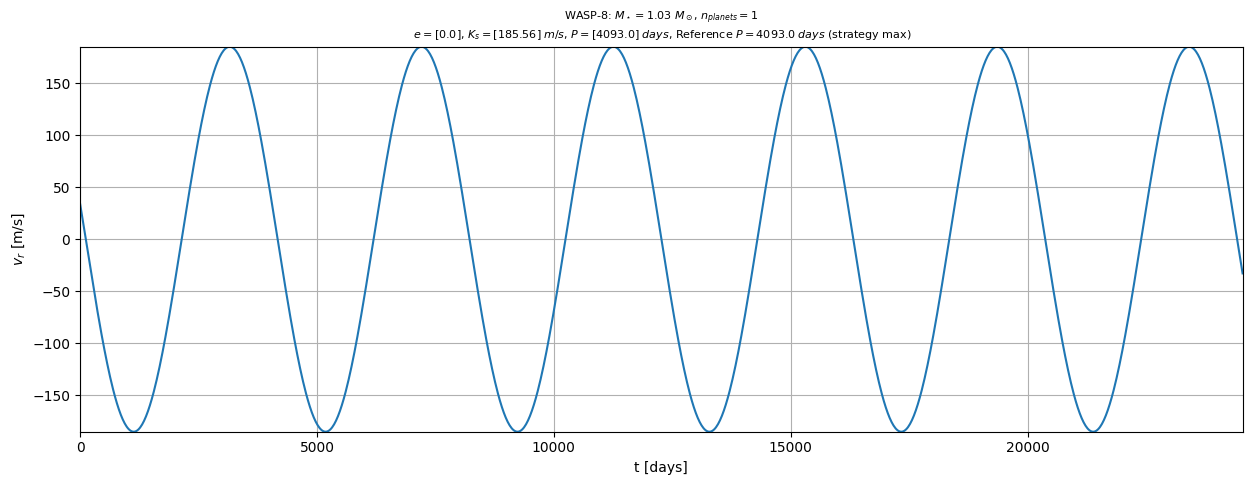 WASP-8: $M_\star = 1.03\ M_\odot$, $n_{planets} = 1$
$e = [0.0]$, $K_s = [185.56]\ m/s$, $P = [4093.0]\ days$, Reference $P = 4093.0\ days$ (strategy max)
150
100
50
0
−50
−100
−150
$v_r$ [m/s]
0 5000 10000 15000 20000
t [days]